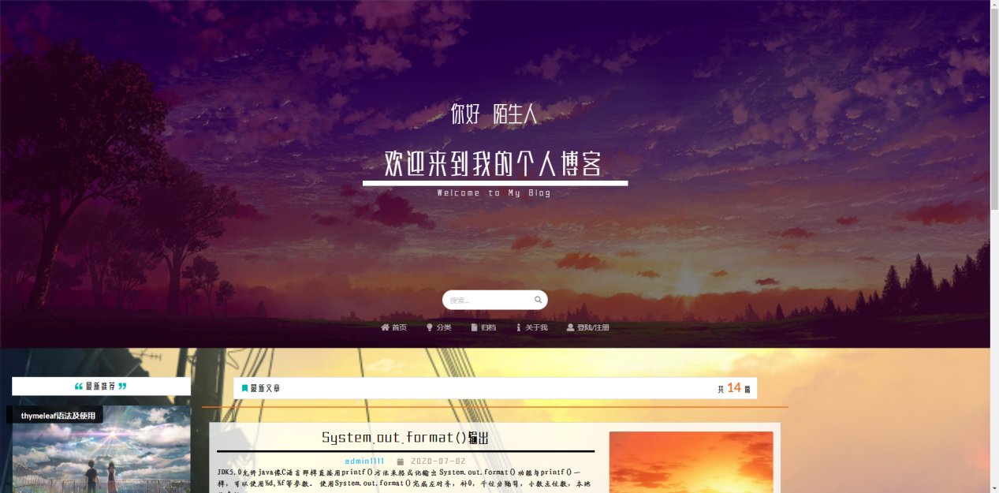 你好 陌生人
欢迎来到我的个人博客
Welcome to My Blog
搜索...
首页 分类 归档 关于我 登陆/注册
最新推荐
最新文章 共 14 篇
thymeleaf语法及使用
System.out.format()输出
admin1111 2020-07-02
JDK5.0允许java像C语言那样直接用printf()方法来格式化输出 System.out.format()功能与printf()一
样，可以使用%d,%f等参数。 使用System.out.format()完成左对齐，补0，千位分隔符，小数点位数，本地